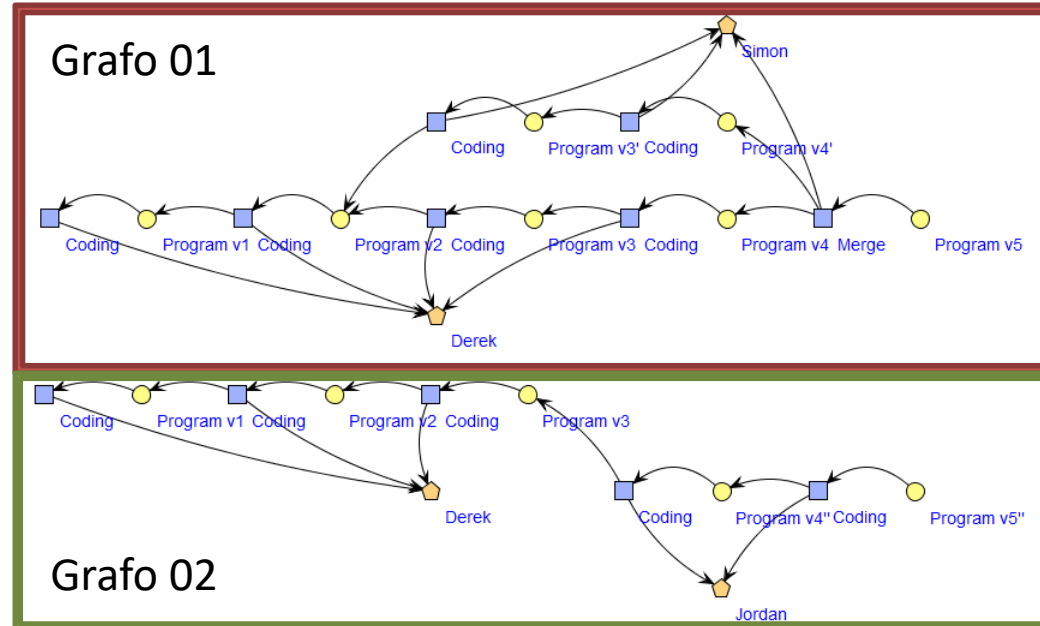 Grafo 01
Simon
Coding Program v3' Coding Program v4'
Coding Program v1 Coding Program v2 Coding Program v3 Coding Program v4 Merge Program v5
Derek
Coding Program v1 Coding Program v2 Coding Program v3
Derek Coding Program v4'' Coding Program v5''
Grafo 02
Jordan